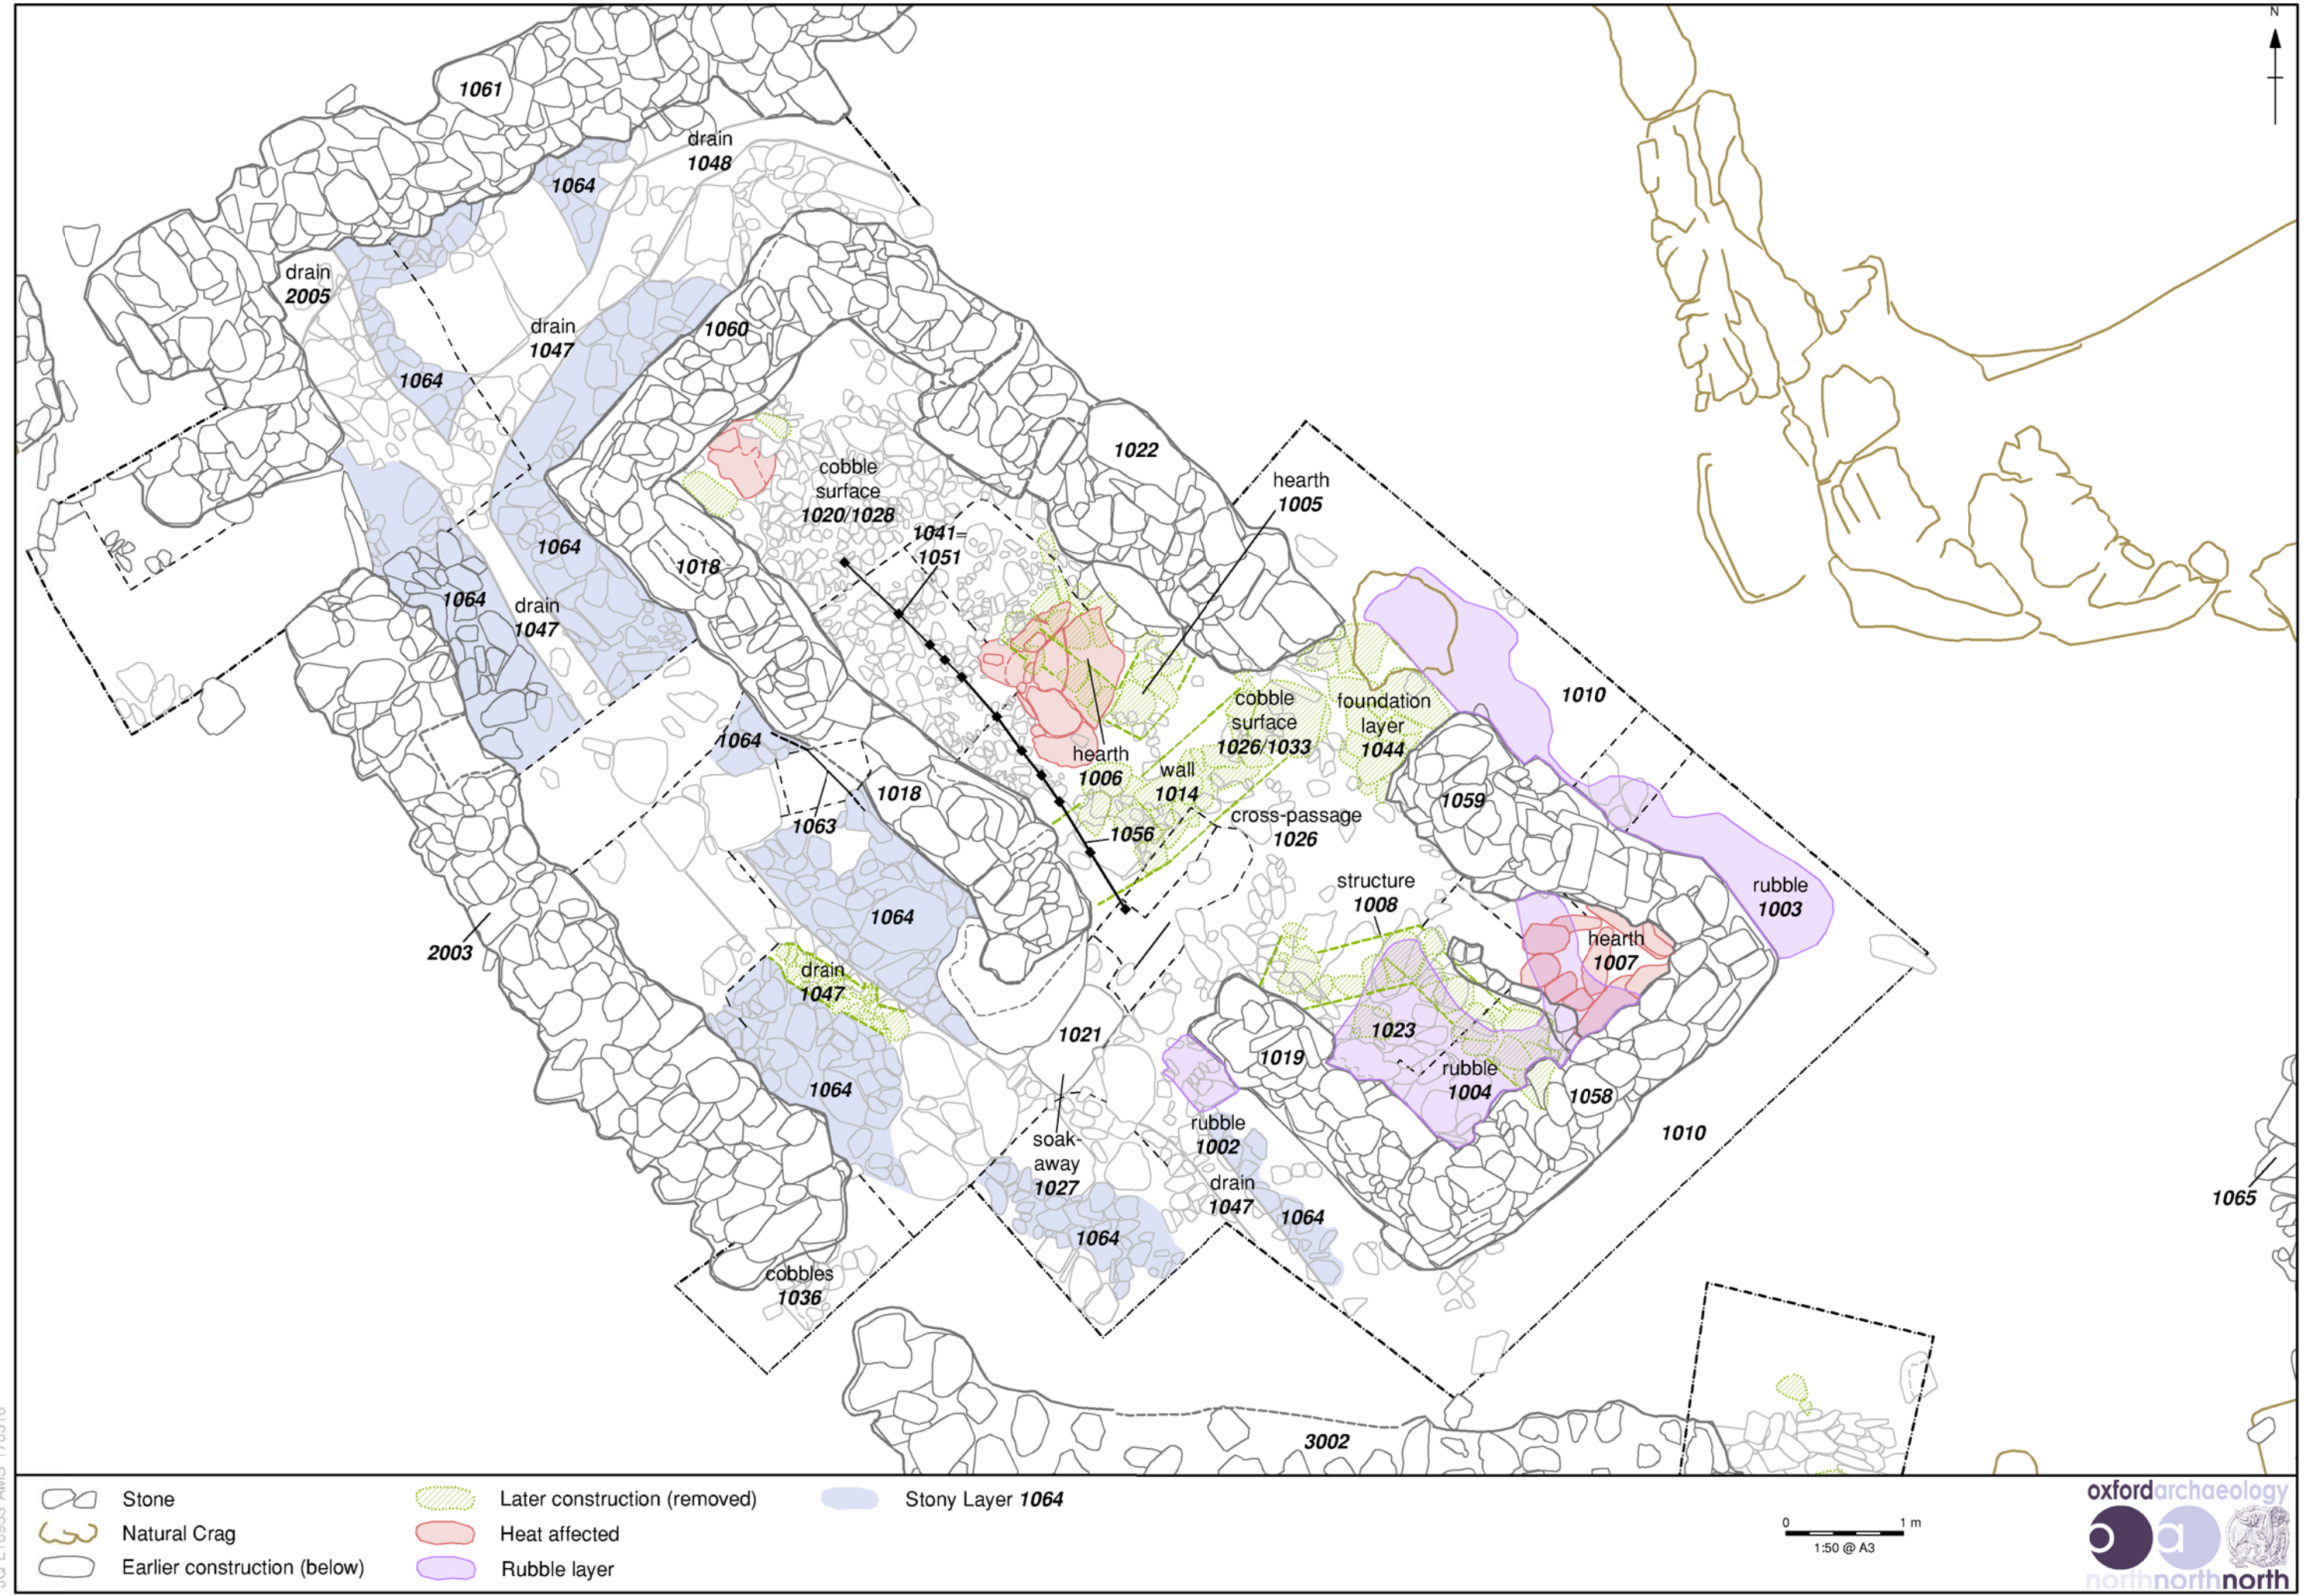 N
1061
drain
1048
1064
drain
2005
drain
1047
1060
1064
1022
cobble
surface
1020/1028
hearth
1005
1041=
1051
1064
1018
1064
drain
1047
1010
cobble
surface
1026/1033
foundation
layer
1044
1064
hearth
1006
wall
1014
1018
1059
1063
cross-passage
1026
1056
structure
1008
rubble
1003
1064
2003
hearth
1007
drain
1047
1023
1021
1019
rubble
1004
1058
1064
1010
rubble
1002
soak-
away
1027
drain
1047
1065
1064
1064
cobbles
1036
3002
Stone
Natural Crag
Earlier construction (below)
Later construction (removed)
Heat affected
Rubble layer
Stony Layer 1064
0 1 m
1:50 @ A3
oxfordarchaeology
oa
northnorthnorth